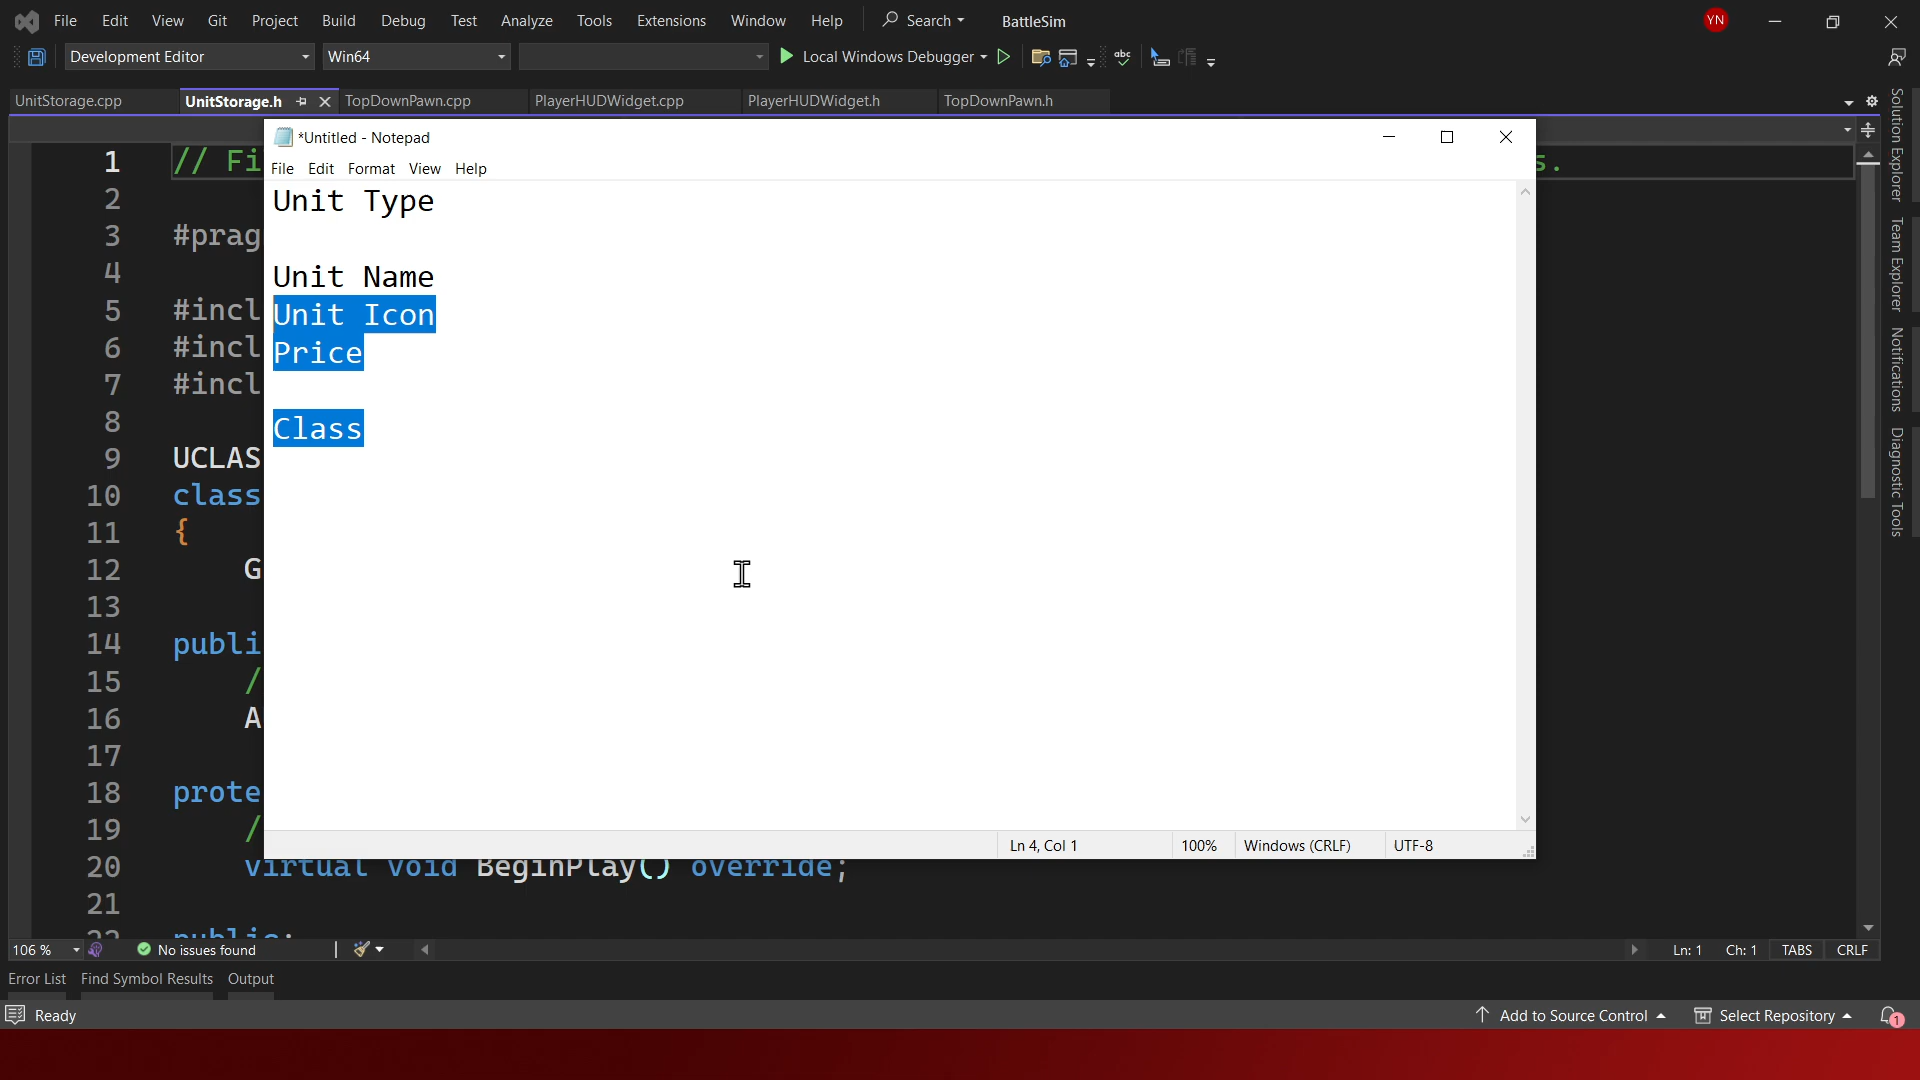 File Edit View Git Project Build Debug Test Analyze Tools Extensions Window Help Search BattleSim YN
Development Editor Win64 Local Windows Debugger
UnitStorage.cpp UnitStorage.h TopDownPawn.cpp PlayerHUDWidget.cpp PlayerHUDWidget.h TopDownPawn.h
*Untitled - Notepad
File Edit Format View Help
Unit Type
Unit Name
Unit Icon
Price
Class
Ln 4, Col 1 100% Windows (CRLF) UTF-8
1 // Fi s.
2
3 #prag
4
5 #incl
6 #incl
7 #incl
8
9 UCLAS
10 class
11 {
12 G
13
14 publi
15 /
16 A
17
18 prote
19 /
20 virtual void BeginPlay() override;
21
22 public:
Solution Explorer
Team Explorer
Notifications
Diagnostic Tools
106 % No issues found Ln: 1 Ch: 1 TABS CRLF
Error List Find Symbol Results Output
Ready Add to Source Control Select Repository 1